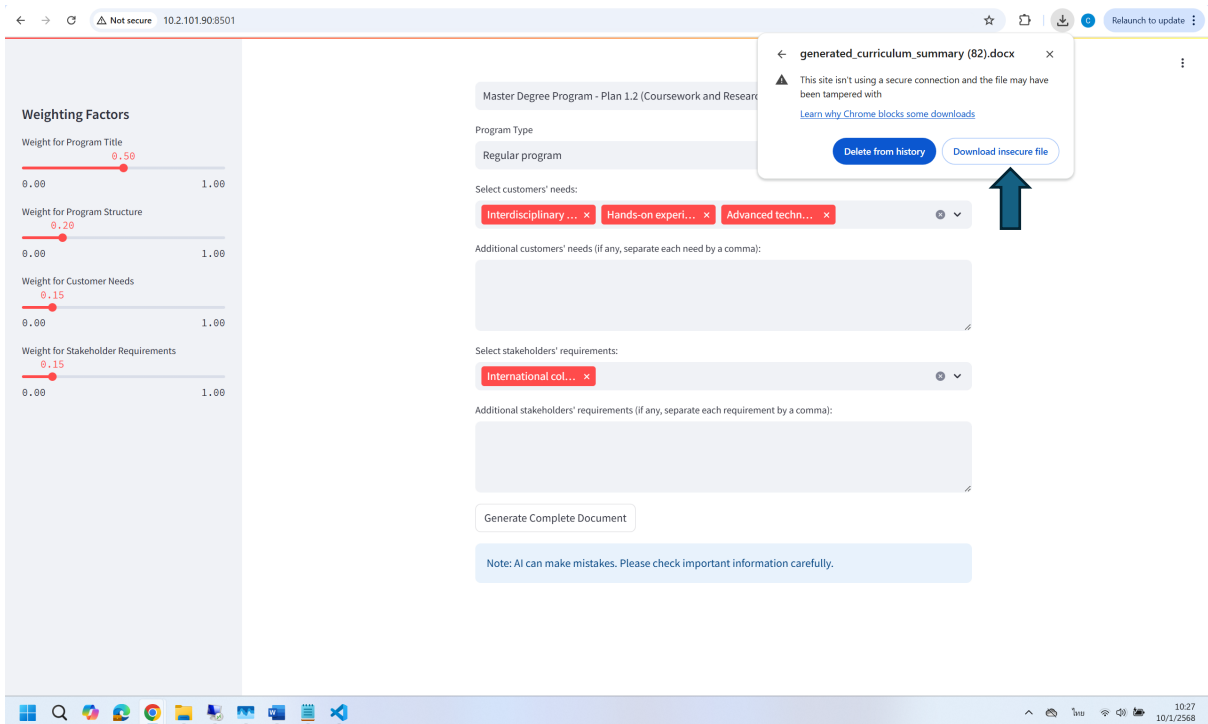 Not secure 10.2.101.90:8501
C
Relaunch to update
generated_curriculum_summary (82).docx
This site isn't using a secure connection and the file may have
been tampered with
Learn why Chrome blocks some downloads
Delete from history
Download insecure file
Weighting Factors
Weight for Program Title
0.50
0.00 1.00
Weight for Program Structure
0.20
0.00 1.00
Weight for Customer Needs
0.15
0.00 1.00
Weight for Stakeholder Requirements
0.15
0.00 1.00
Master Degree Program - Plan 1.2 (Coursework and Researc
Program Type
Regular program
Select customers' needs:
Interdisciplinary ... × Hands-on experi... × Advanced techn... ×
Additional customers' needs (if any, separate each need by a comma):
Select stakeholders' requirements:
International col... ×
Additional stakeholders' requirements (if any, separate each requirement by a comma):
Generate Complete Document
Note: AI can make mistakes. Please check important information carefully.
ไทย
10:27
10/1/2568